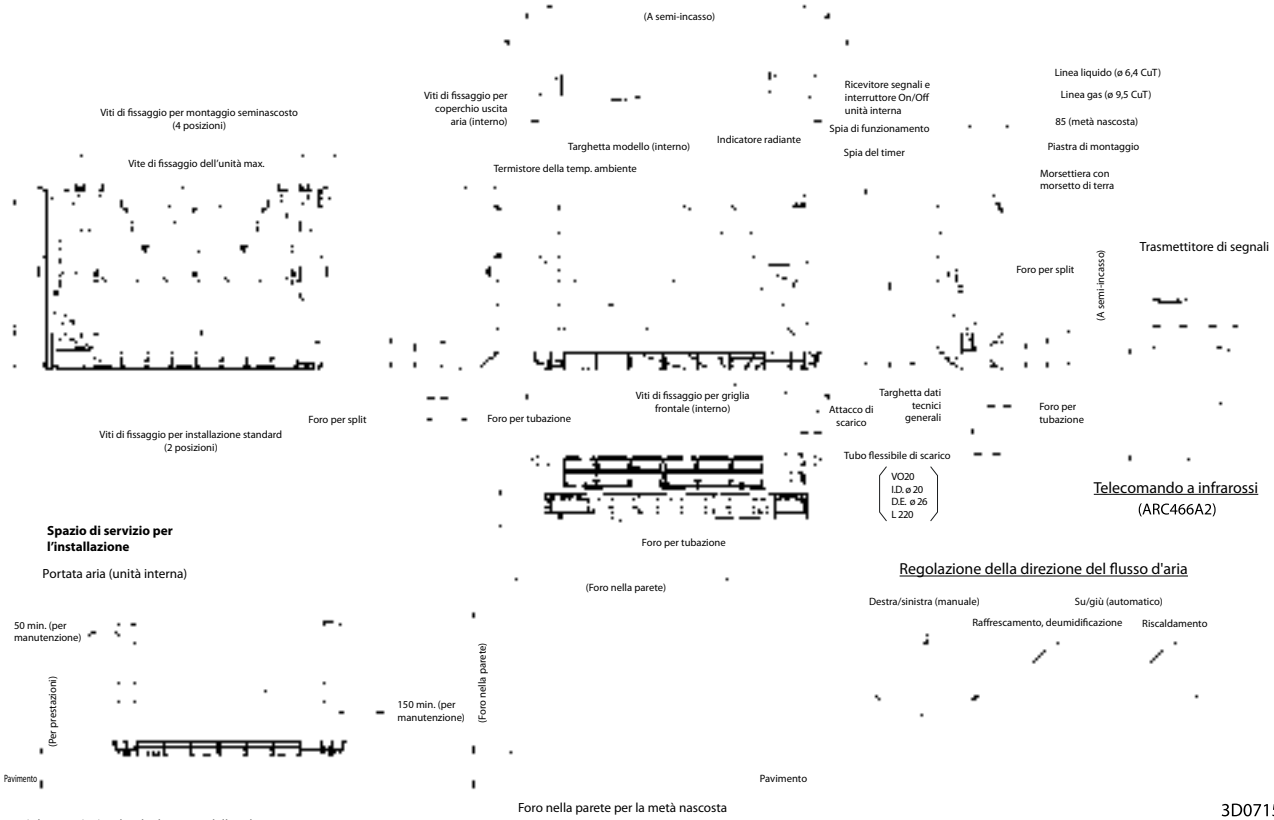 (A semi-incasso)
Linea liquido (ø 6,4 CuT)
Linea gas (ø 9,5 CuT)
Viti di fissaggio per
coperchio uscita
aria (interno)
Ricevitore segnali e
interruttore On/Off
unità interna
Viti di fissaggio per montaggio seminascosto
(4 posizioni)
85 (metà nascosta)
Spia di funzionamento
Indicatore radiante
Targhetta modello (interno)
Piastra di montaggio
Spia del timer
Vite di fissaggio dell'unità max.
Termistore della temp. ambiente
Morsettiera con
morsetto di terra
Trasmettitore di segnali
Foro per split
(A semi-incasso)
Viti di fissaggio per griglia
frontale (interno)
Targhetta dati
tecnici
generali
Foro per split
Foro per tubazione
Attacco di
scarico
Foro per
tubazione
Viti di fissaggio per installazione standard
(2 posizioni)
Tubo flessibile di scarico
VO20
I.D. ø 20
D.E. ø 26
L 220
Telecomando a infrarossi
(ARC466A2)
Spazio di servizio per
l'installazione
Foro per tubazione
Portata aria (unità interna)
Regolazione della direzione del flusso d'aria
(Foro nella parete)
Destra/sinistra (manuale)
Su/giù (automatico)
Raffrescamento, deumidificazione
Riscaldamento
50 min. (per
manutenzione)
(Per prestazioni)
150 min. (per
manutenzione)
(Foro nella parete)
Pavimento
Pavimento
Foro nella parete per la metà nascosta
3D0715